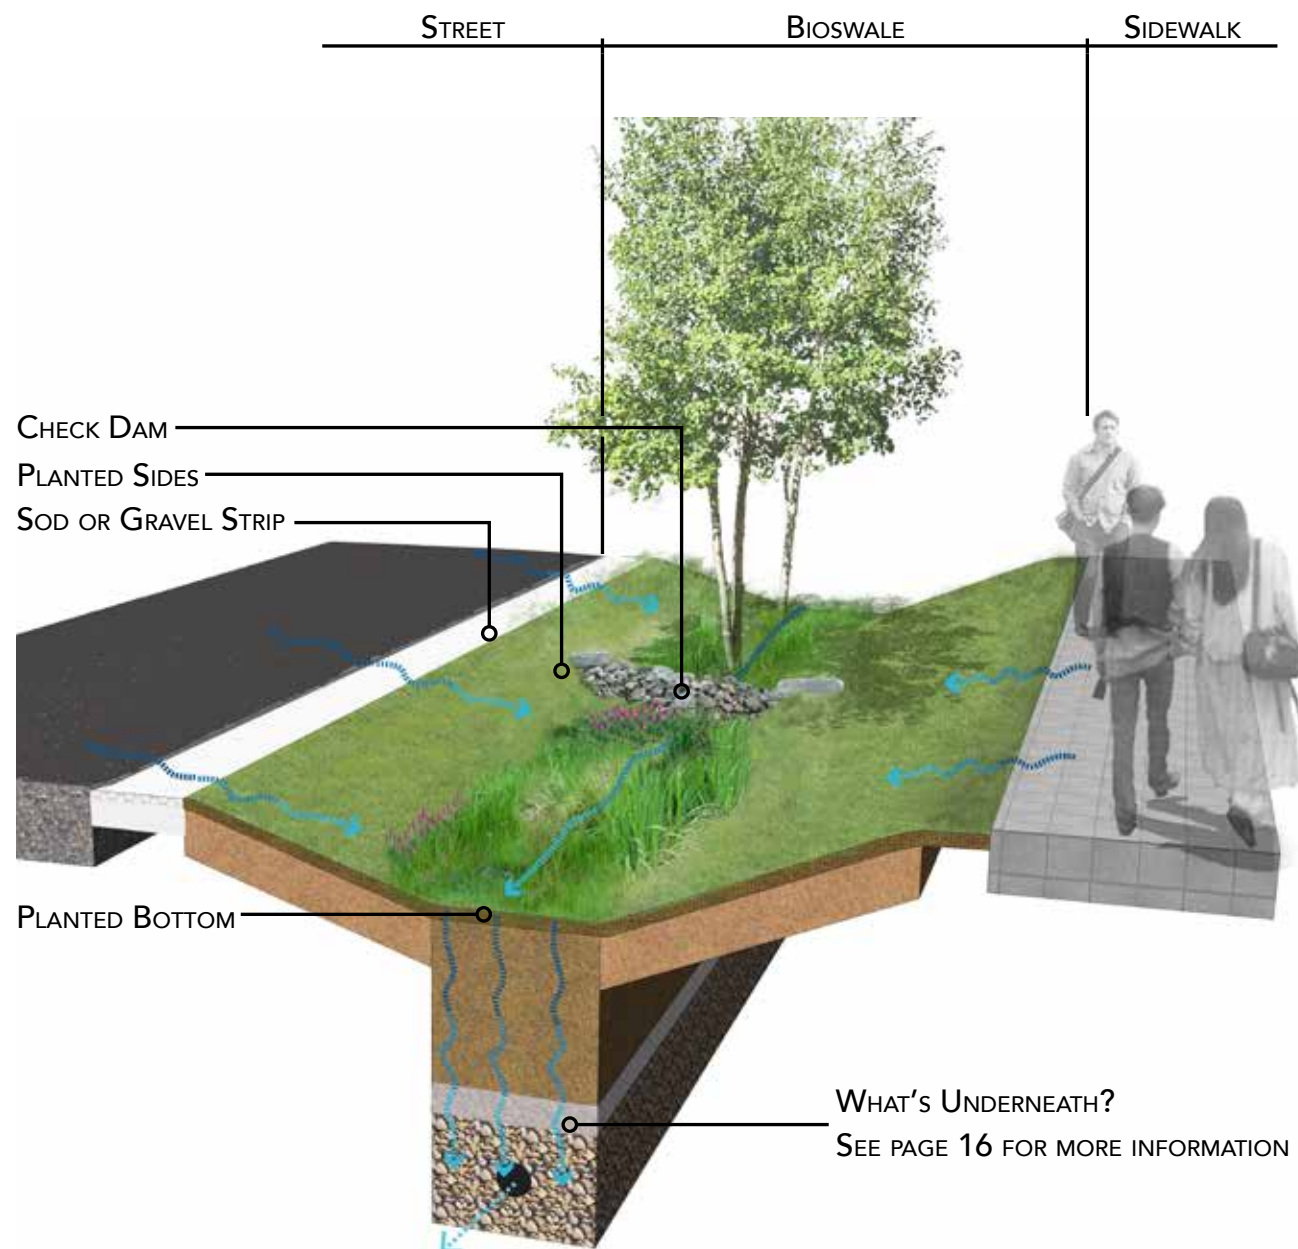 Street
Bioswale
Sidewalk
Check Dam
Planted Sides
Sod or Gravel Strip
Planted Bottom
What's Underneath?
See page 16 for more information